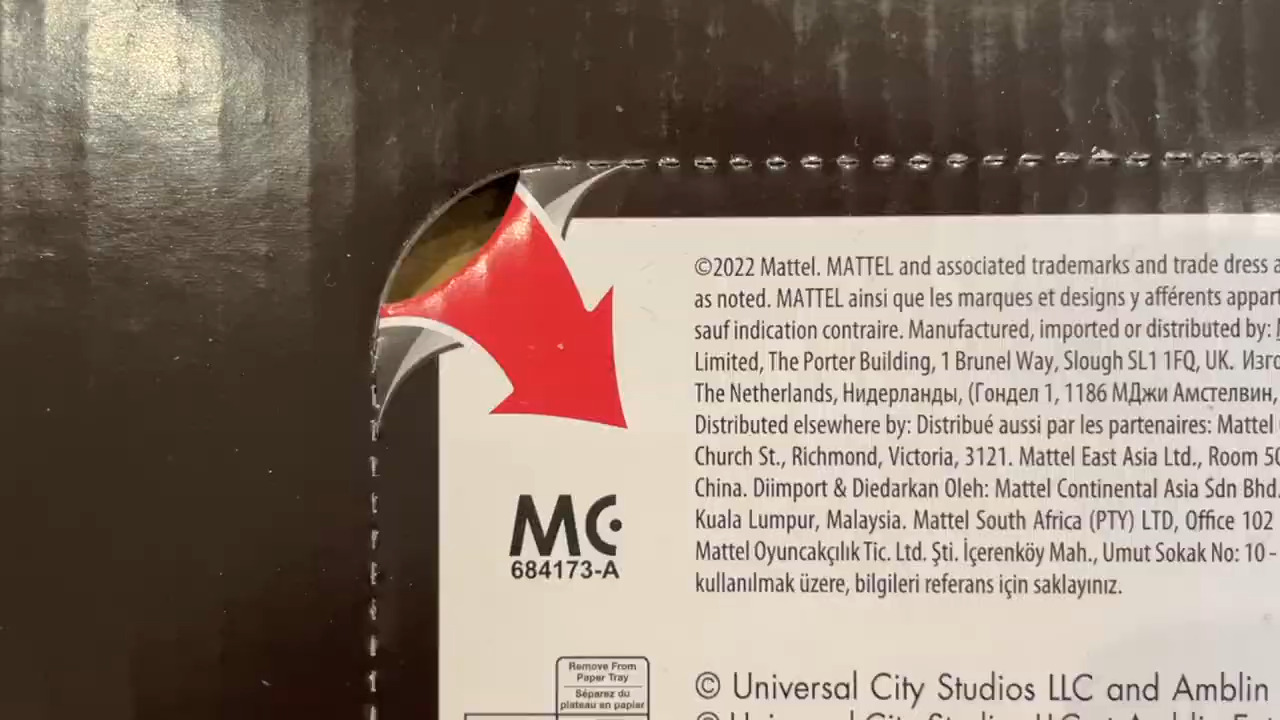 ©2022 Mattel. MATTEL and associated trademarks and trade dress
as noted. MATTEL ainsi que les marques et designs y afférents
sauf indication contraire. Manufactured, imported or distributed by:
Limited, The Porter Building, 1 Brunel Way, Slough SL1 1FQ, UK.
The Netherlands, Нидерланды, (Гондел 1, 1186 МДжи Амстелвин,
Distributed elsewhere by: Distribué aussi par les partenaires: Mattel
Church St., Richmond, Victoria, 3121. Mattel East Asia Ltd., Room
China. Diimport & Diedarkan Oleh: Mattel Continental Asia Sdn Bhd.
Kuala Lumpur, Malaysia. Mattel South Africa (PTY) LTD, Office 102
Mattel Oyuncakçılık Tic. Ltd. Şti. İçerenköy Mah., Umut Sokak No: 10 -
kullanılmak üzere, bilgileri referans için saklayınız.
MC
684173-A
Remove From
Paper Tray
Séparez du
plateau en papier
© Universal City Studios LLC and Amblin